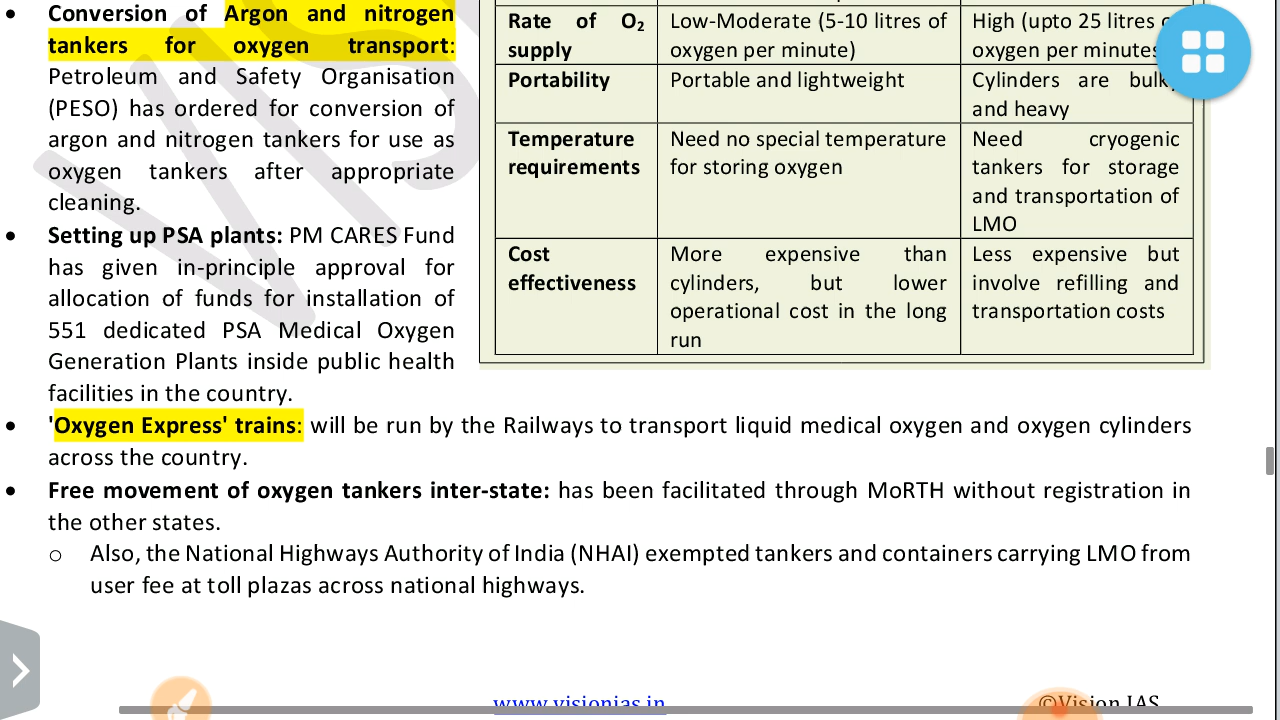 • Conversion of Argon and nitrogen
tankers for oxygen transport:
Petroleum and Safety Organisation
(PESO) has ordered for conversion of
argon and nitrogen tankers for use as
oxygen tankers after appropriate
cleaning.
• Setting up PSA plants: PM CARES Fund
has given in-principle approval for
allocation of funds for installation of
551 dedicated PSA Medical Oxygen
Generation Plants inside public health
facilities in the country.
Rate of O₂
supply
Low-Moderate (5-10 litres of
oxygen per minute)
High (upto 25 litres
oxygen per minutes
Portability
Portable and lightweight
Cylinders are bulky
and heavy
Temperature
requirements
Need no special temperature
for storing oxygen
Need cryogenic
tankers for storage
and transportation of
LMO
Cost
effectiveness
More expensive than
cylinders, but lower
operational cost in the long
run
Less expensive but
involve refilling and
transportation costs
• 'Oxygen Express' trains: will be run by the Railways to transport liquid medical oxygen and oxygen cylinders
across the country.
• Free movement of oxygen tankers inter-state: has been facilitated through MoRTH without registration in
the other states.
o Also, the National Highways Authority of India (NHAI) exempted tankers and containers carrying LMO from
user fee at toll plazas across national highways.
www.visionias.in
©Vision IAS